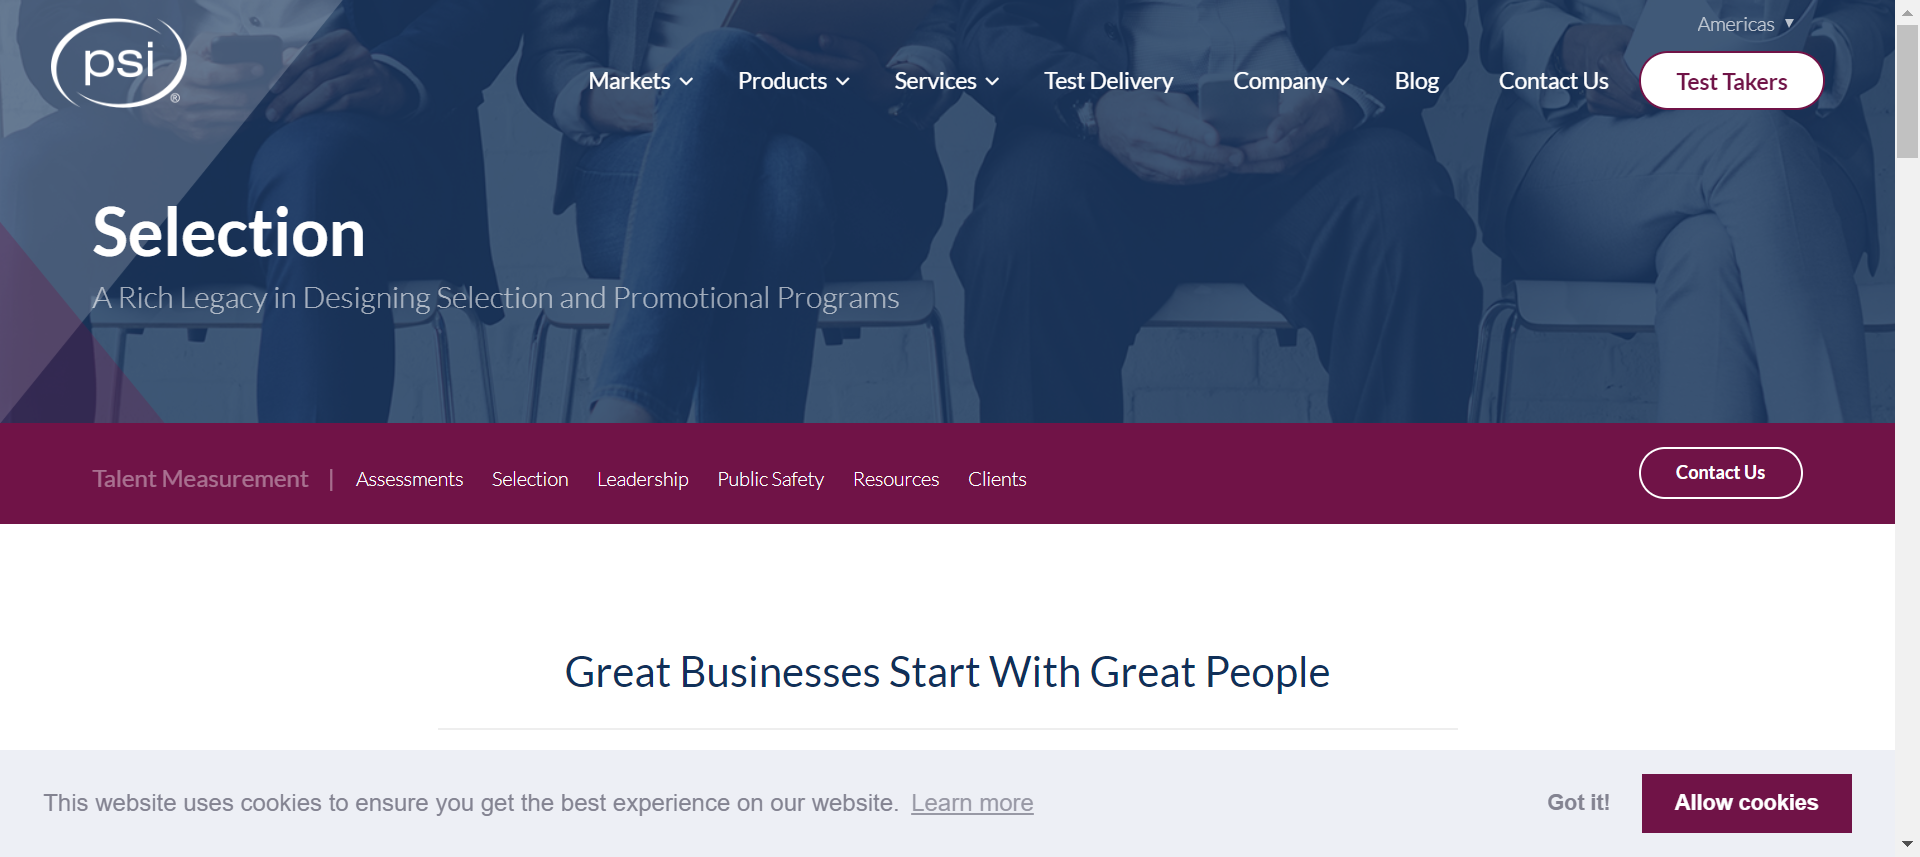 Americas ▼
psi ®
Markets Products Services Test Delivery Company Blog Contact Us Test Takers
Selection
A Rich Legacy in Designing Selection and Promotional Programs
Talent Measurement | Assessments Selection Leadership Public Safety Resources Clients Contact Us
Great Businesses Start With Great People
This website uses cookies to ensure you get the best experience on our website. Learn more Got it! Allow cookies